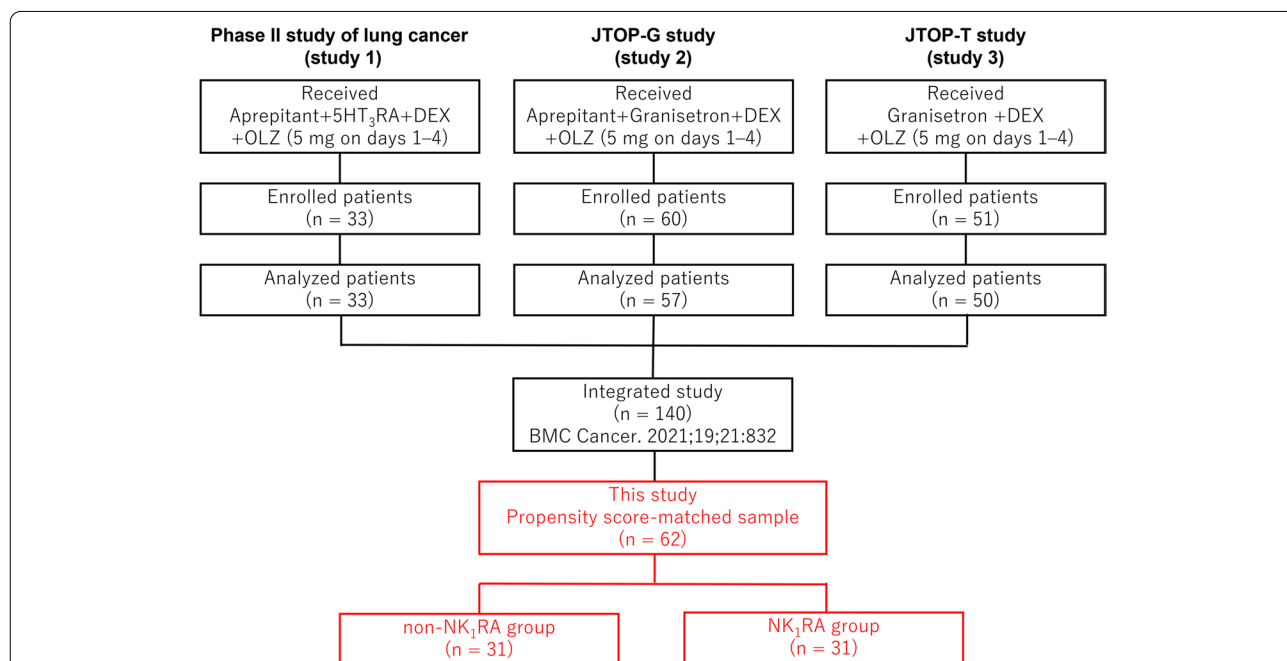 Phase II study of lung cancer
(study 1)
JTOP-G study
(study 2)
JTOP-T study
(study 3)
Received
Aprepitant+5HT₃RA+DEX
+OLZ (5 mg on days 1–4)
Received
Aprepitant+Granisetron+DEX
+OLZ (5 mg on days 1–4)
Received
Granisetron +DEX
+OLZ (5 mg on days 1–4)
Enrolled patients
(n = 33)
Enrolled patients
(n = 60)
Enrolled patients
(n = 51)
Analyzed patients
(n = 33)
Analyzed patients
(n = 57)
Analyzed patients
(n = 50)
Integrated study
(n = 140)
BMC Cancer. 2021;19;21:832
This study
Propensity score-matched sample
(n = 62)
non-NK₁RA group
(n = 31)
NK₁RA group
(n = 31)